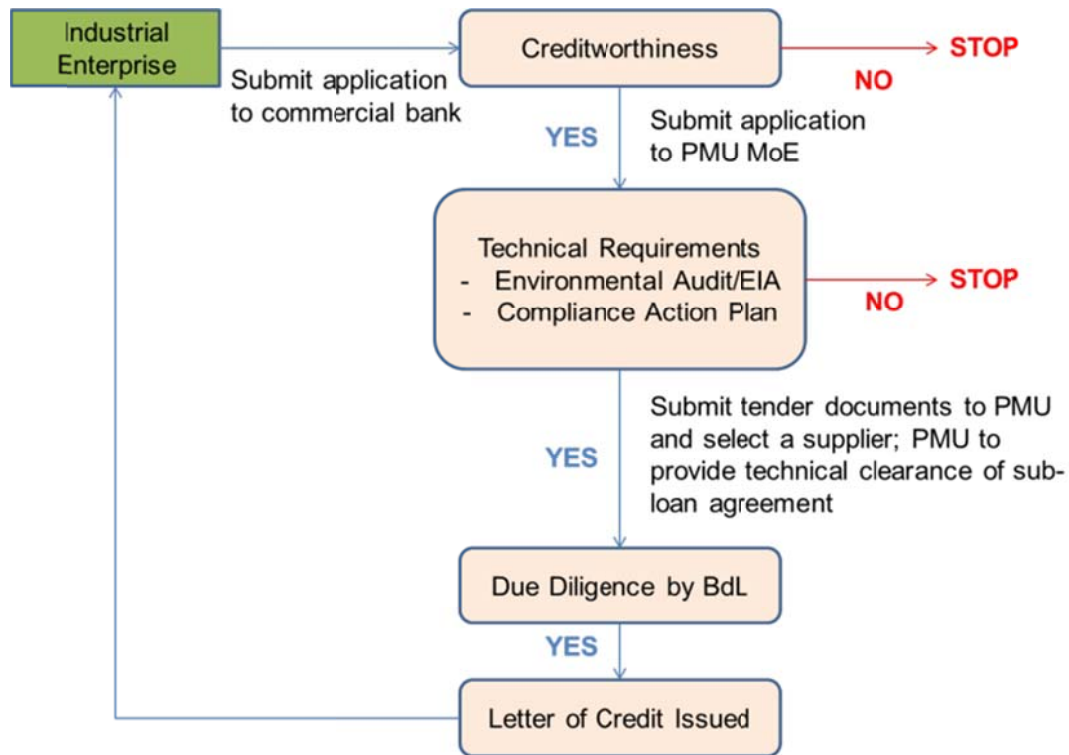 Industrial
Enterprise
Submit application
to commercial bank
Creditworthiness
NO
STOP
YES
Submit application
to PMU MoE
Technical Requirements
- Environmental Audit/EIA
- Compliance Action Plan
NO
STOP
YES
Submit tender documents to PMU
and select a supplier; PMU to
provide technical clearance of sub-
loan agreement
Due Diligence by BdL
YES
Letter of Credit Issued